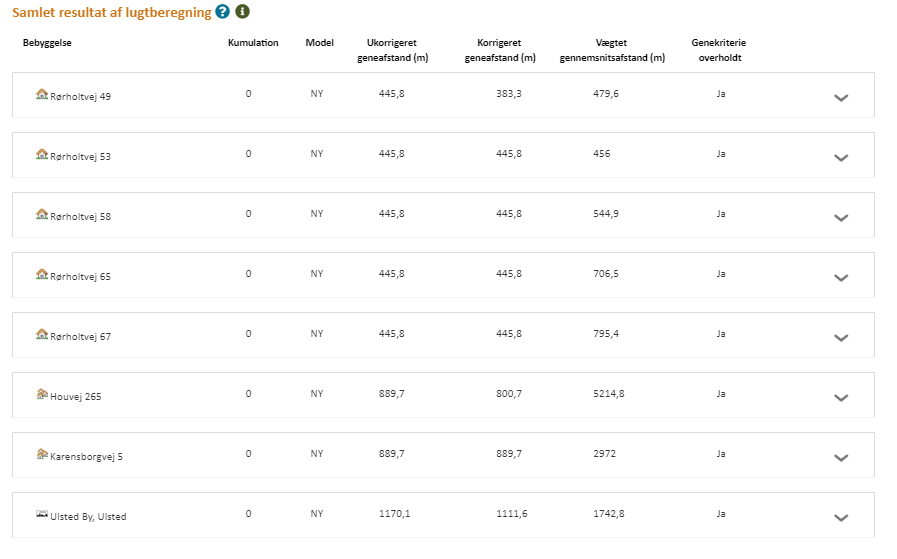 Samlet resultat af lugtberegning ? i
Bebyggelse Kumulation Model Ukorrigeret geneafstand (m) Korrigeret geneafstand (m) Vægtet gennemsnitsafstand (m) Genekriterie overholdt
Rørholtvej 49 0 NY 445,8 383,3 479,6 Ja
Rørholtvej 53 0 NY 445,8 445,8 456 Ja
Rørholtvej 58 0 NY 445,8 445,8 544,9 Ja
Rørholtvej 65 0 NY 445,8 445,8 706,5 Ja
Rørholtvej 67 0 NY 445,8 445,8 795,4 Ja
Houvej 265 0 NY 889,7 800,7 5214,8 Ja
Karensborgvej 5 0 NY 889,7 889,7 2972 Ja
Ulsted By, Ulsted 0 NY 1170,1 1111,6 1742,8 Ja